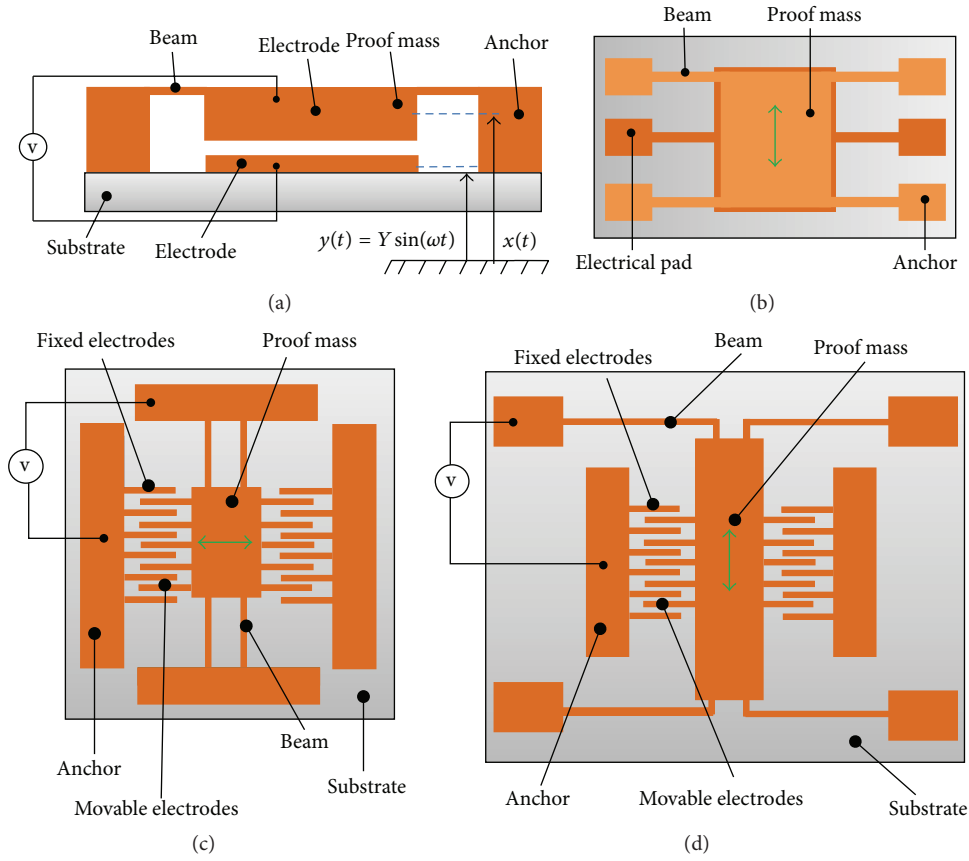 Beam
Electrode
Proof mass
Anchor
V
Substrate
Electrode
y(t) = Y sin(ωt)
x(t)
(a)
Beam
Proof mass
Electrical pad
Anchor
(b)
Fixed electrodes
Proof mass
V
Anchor
Movable electrodes
Beam
Substrate
(c)
Fixed electrodes
Beam
Proof mass
V
Anchor
Movable electrodes
Substrate
(d)